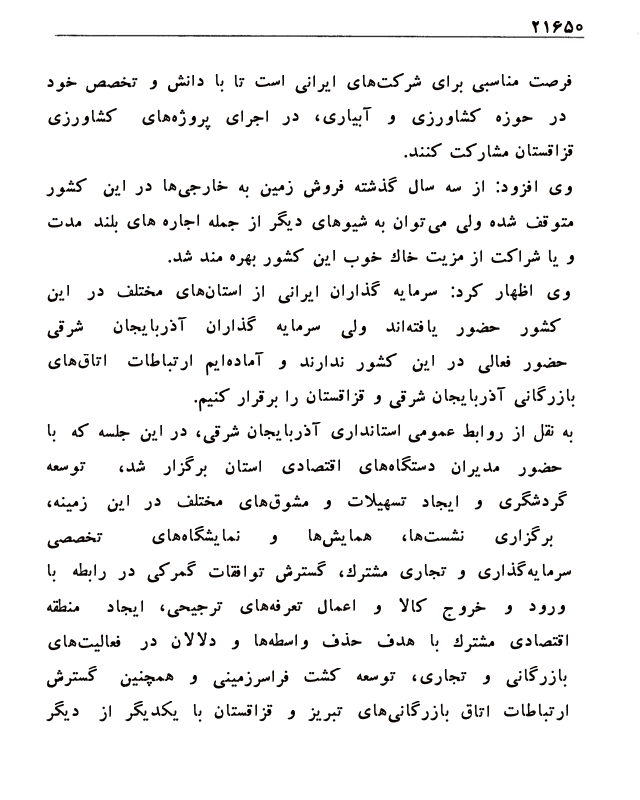 ۲۱۶۵۰
فرصت مناسبی برای شرکت‌های ایرانی است تا با دانش و تخصص خود
در حوزه کشاورزی و آبیاری، در اجرای پروژه‌های کشاورزی
قزاقستان مشارکت کنند.
وی افزود: از سه سال گذشته فروش زمین به خارجی‌ها در این کشور
متوقف شده ولی می‌توان به شیوهای دیگر از جمله اجاره های بلند مدت
و یا شراکت از مزیت خاك خوب این کشور بهره مند شد.
وی اظهار کرد: سرمایه گذاران ایرانی از استان‌های مختلف در این
کشور حضور یافته‌اند ولی سرمایه گذاران آذربایجان شرقی
حضور فعالی در این کشور ندارند و آماده‌ایم ارتباطات اتاق‌های
بازرگانی آذربایجان شرقی و قزاقستان را برقرار کنیم.
به نقل از روابط عمومی استانداری آذربایجان شرقی، در این جلسه که با
حضور مدیران دستگاه‌های اقتصادی استان برگزار شد، توسعه
گردشگری و ایجاد تسهیلات و مشوق‌های مختلف در این زمینه،
برگزاری نشست‌ها، همایش‌ها و نمایشگاه‌های تخصصی
سرمایه‌گذاری و تجاری مشترك، گسترش توافقات گمرکی در رابطه با
ورود و خروج کالا و اعمال تعرفه‌های ترجیحی، ایجاد منطقه
اقتصادی مشترك با هدف حذف واسطه‌ها و دلالان در فعالیت‌های
بازرگانی و تجاری، توسعه کشت فراسرزمینی و همچنین گسترش
ارتباطات اتاق بازرگانی‌های تبریز و قزاقستان با یکدیگر از دیگر